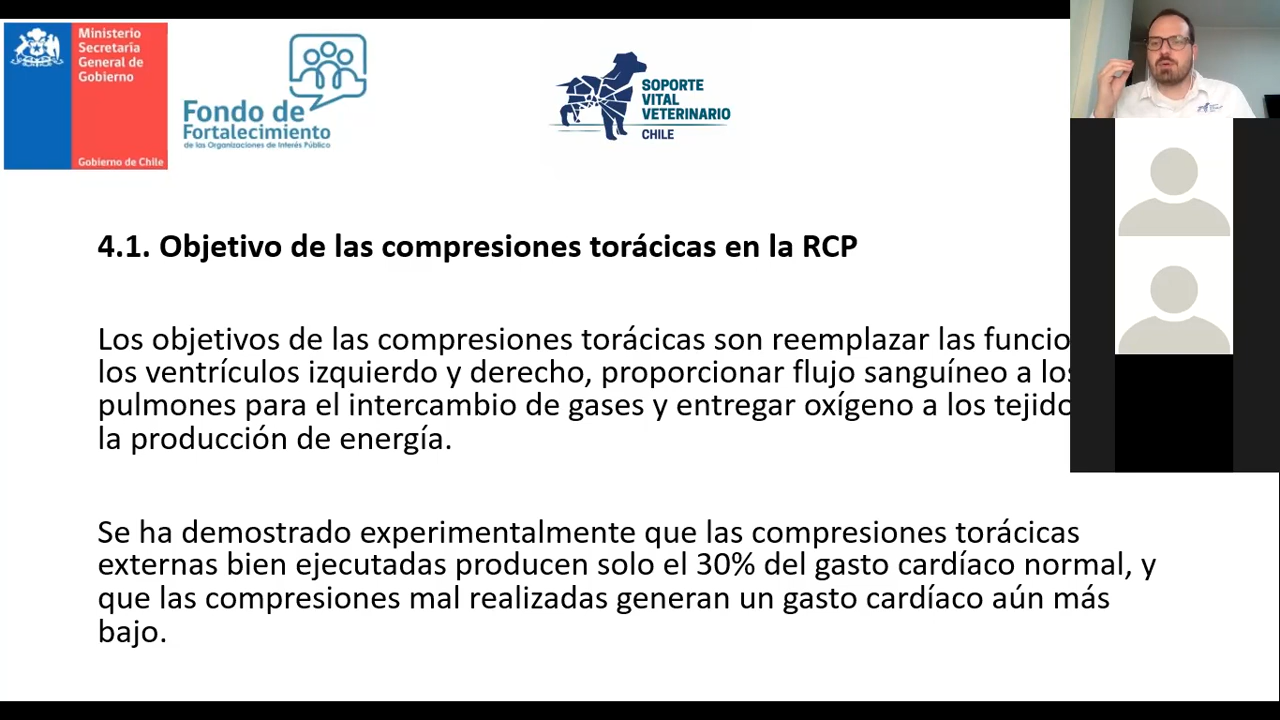 Ministerio
Secretaría
General de
Gobierno
Gobierno de Chile
Fondo de
Fortalecimiento
de las Organizaciones de Interés Público
SOPORTE
VITAL
VETERINARIO
CHILE
4.1. Objetivo de las compresiones torácicas en la RCP
Los objetivos de las compresiones torácicas son reemplazar las funcio
los ventrículos izquierdo y derecho, proporcionar flujo sanguíneo a los
pulmones para el intercambio de gases y entregar oxígeno a los tejido
la producción de energía.
Se ha demostrado experimentalmente que las compresiones torácicas
externas bien ejecutadas producen solo el 30% del gasto cardíaco normal, y
que las compresiones mal realizadas generan un gasto cardíaco aún más
bajo.